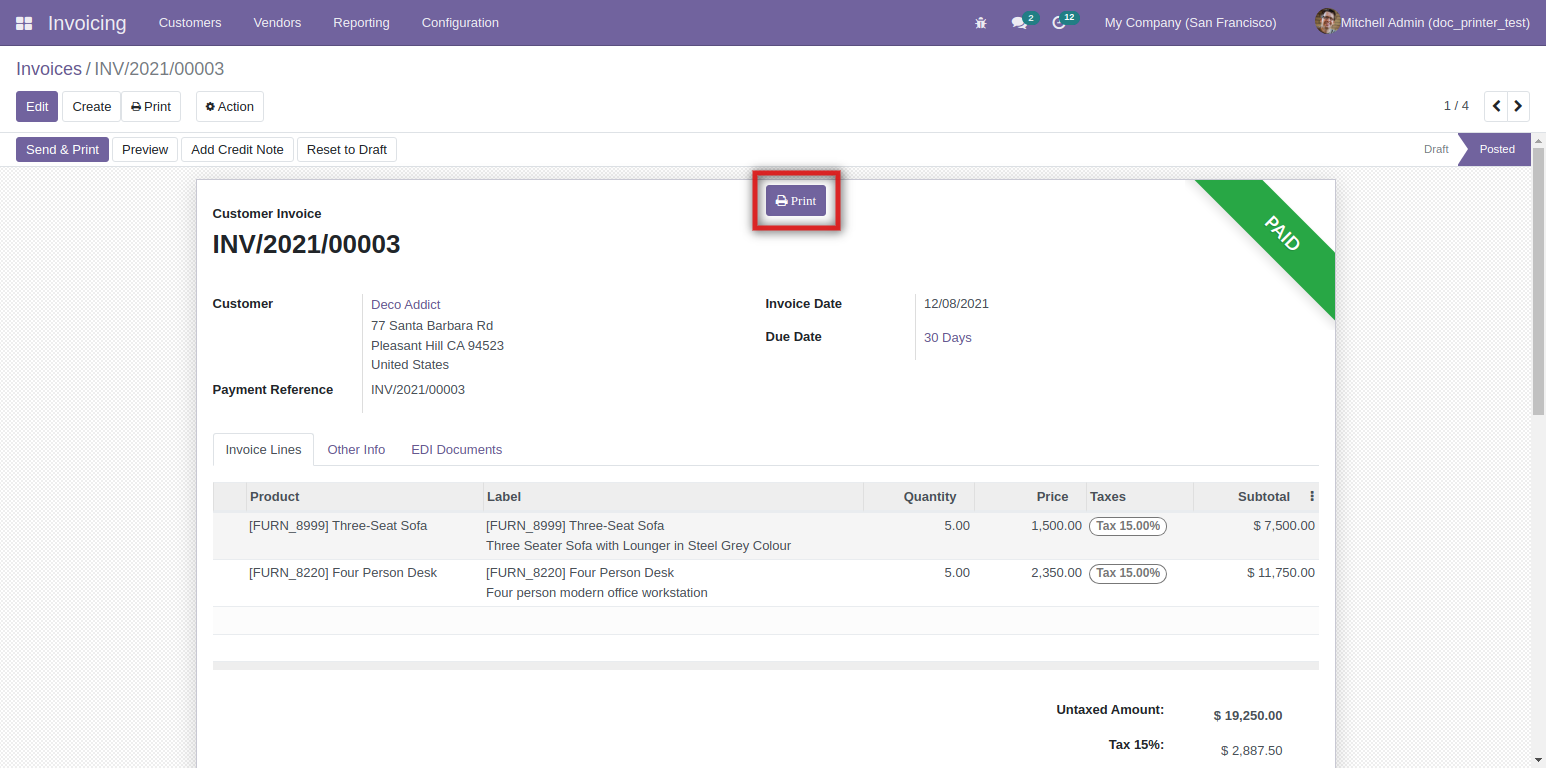 Invoicing Customers Vendors Reporting Configuration 2 12 My Company (San Francisco) Mitchell Admin (doc_printer_test)
Invoices / INV/2021/00003
Edit Create Print Action 1 / 4
Send & Print Preview Add Credit Note Reset to Draft Draft Posted
Print
PAID
Customer Invoice
INV/2021/00003
Customer Deco Addict Invoice Date 12/08/2021
77 Santa Barbara Rd
Due Date 30 Days
Pleasant Hill CA 94523
United States
Payment Reference INV/2021/00003
Invoice Lines Other Info EDI Documents
Product Label Quantity Price Taxes Subtotal
[FURN_8999] Three-Seat Sofa [FURN_8999] Three-Seat Sofa 5.00 1,500.00 Tax 15.00% $ 7,500.00
Three Seater Sofa with Lounger in Steel Grey Colour
[FURN_8220] Four Person Desk [FURN_8220] Four Person Desk 5.00 2,350.00 Tax 15.00% $ 11,750.00
Four person modern office workstation
Untaxed Amount: $ 19,250.00
Tax 15%: $ 2,887.50